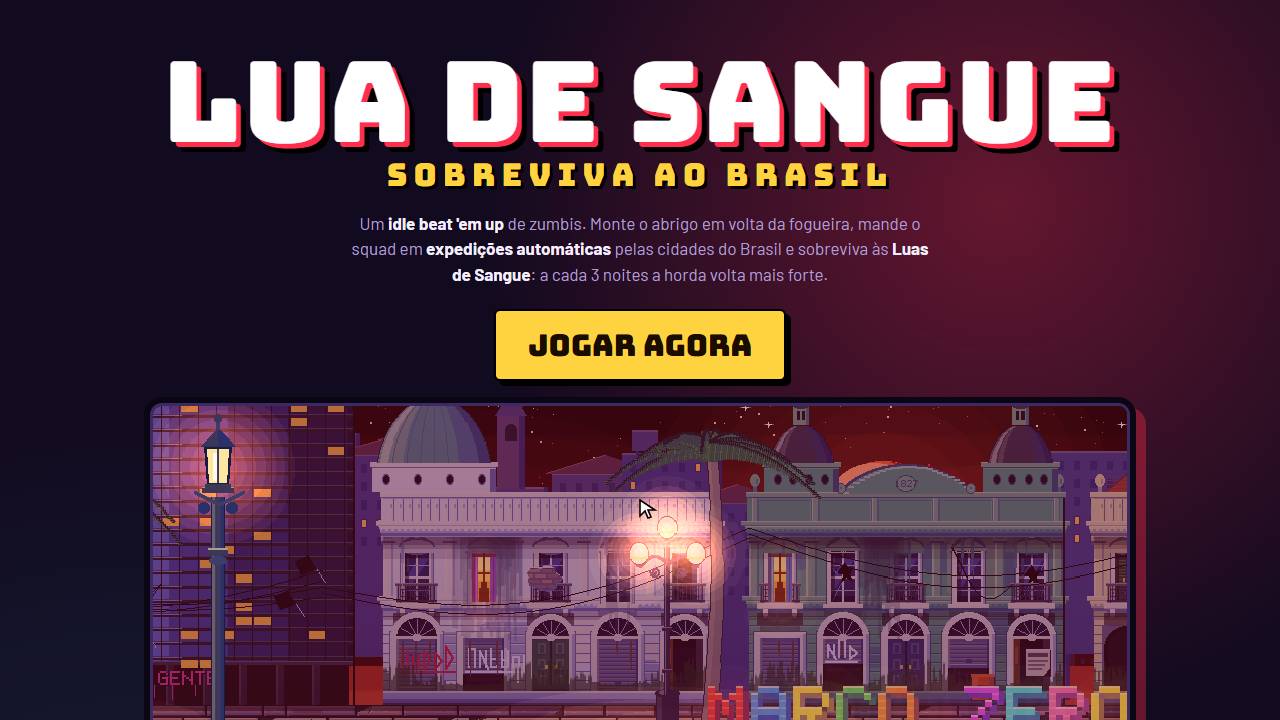 LUA DE SANGUE
SOBREVIVA AO BRASIL
Um idle beat 'em up de zumbis. Monte o abrigo em volta da fogueira, mande o
squad em expedições automáticas pelas cidades do Brasil e sobreviva às Luas
de Sangue: a cada 3 noites a horda volta mais forte.
JOGAR AGORA
1827
GENTE
MARCO ZERO